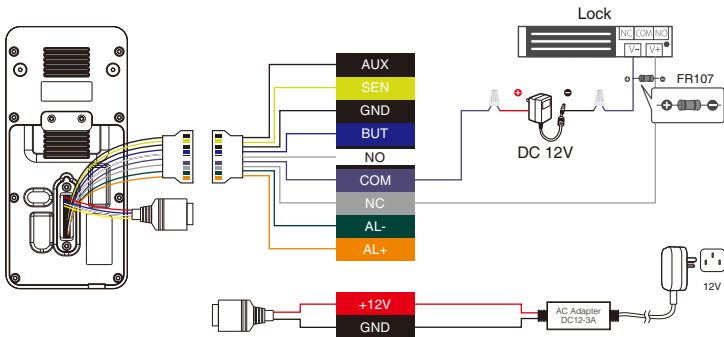 Lock
NC COM NO
V- V+
FR107
AUX
SEN
GND
BUT
NO
COM
NC
AL-
AL+
DC 12V
+12V
GND
AC Adapter
DC12-3A
12V